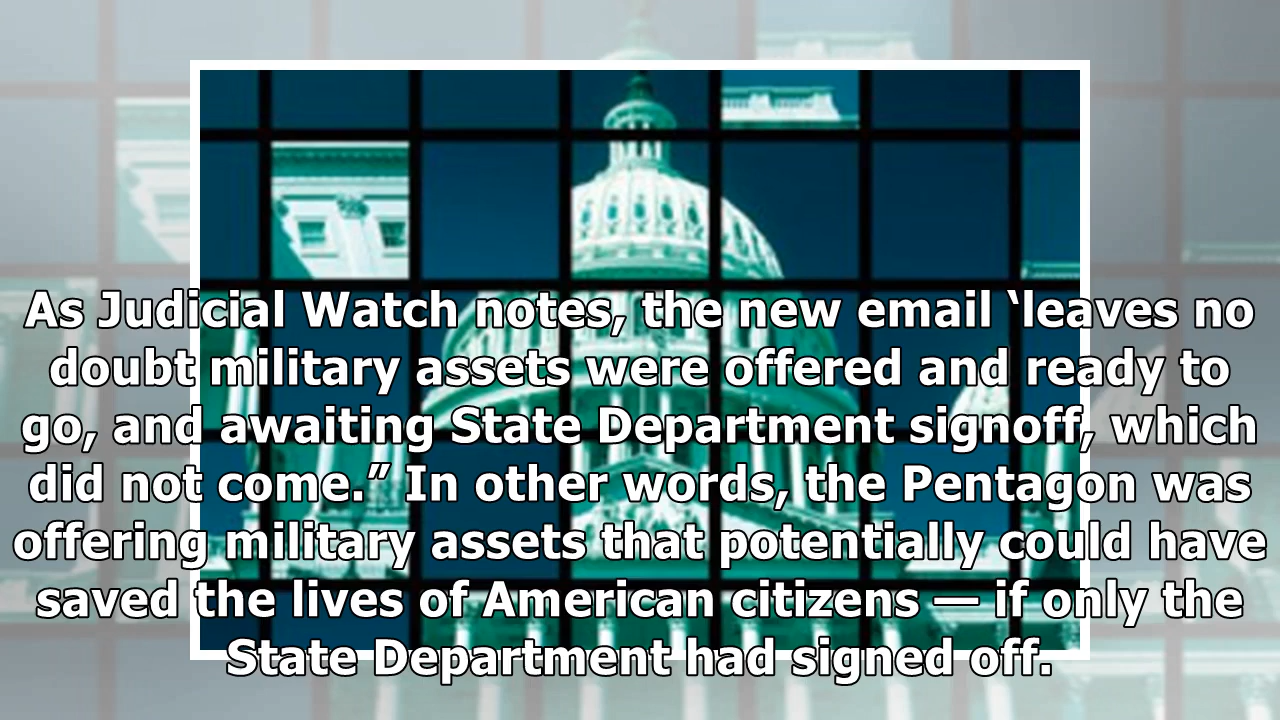 As Judicial Watch notes, the new email ‘leaves no
doubt military assets were offered and ready to
go, and awaiting State Department signoff, which
did not come.” In other words, the Pentagon was
offering military assets that potentially could have
saved the lives of American citizens — if only the
State Department had signed off.